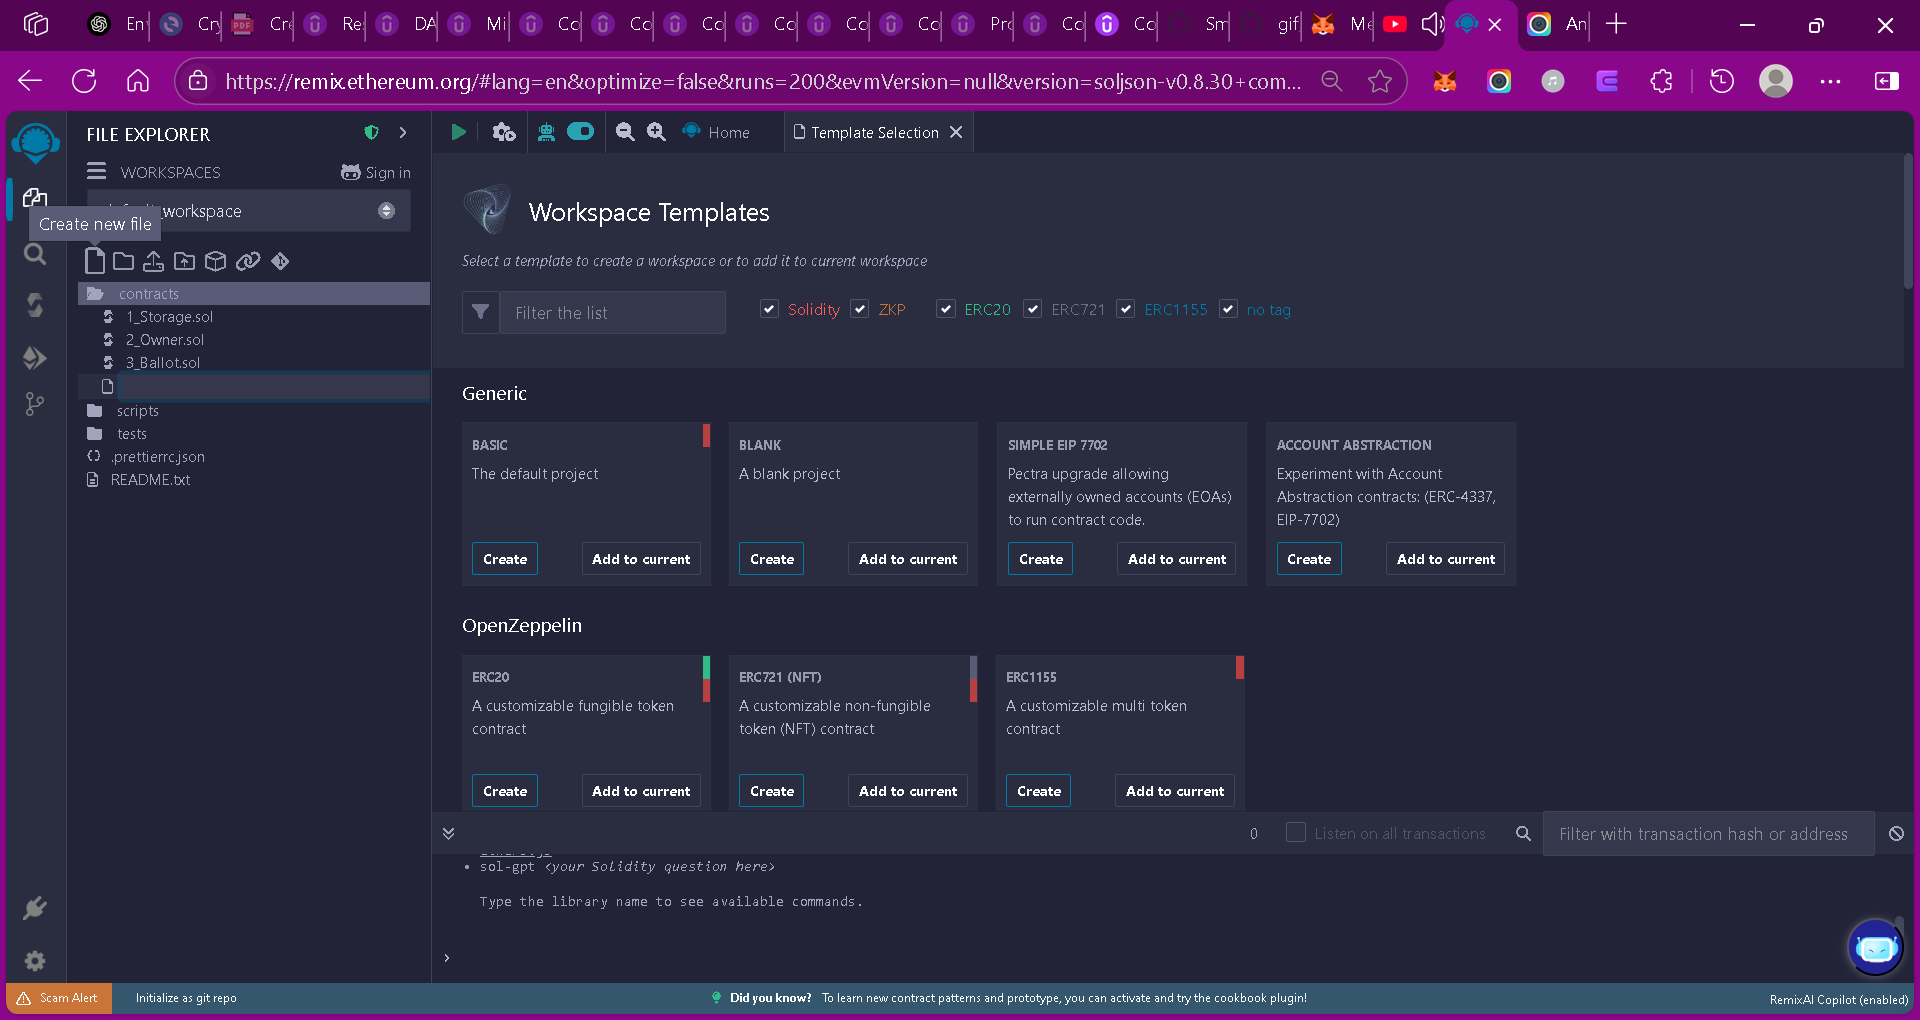 En
Cry
Cre
Re
DA
Mi
Co
Co
Co
Co
Co
Co
Pro
Co
Co
Sm
gif
Me
An
https://remix.ethereum.org/#lang=en&optimize=false&runs=200&evmVersion=null&version=soljson-v0.8.30+com...
FILE EXPLORER
Home
Template Selection
WORKSPACES
Sign in
workspace
Create new file
contracts
1_Storage.sol
2_Owner.sol
3_Ballot.sol
scripts
tests
.prettierrc.json
README.txt
Workspace Templates
Select a template to create a workspace or to add it to current workspace
Filter the list
Solidity
ZKP
ERC20
ERC721
ERC1155
no tag
Generic
BASIC
The default project
Create
Add to current
BLANK
A blank project
Create
Add to current
SIMPLE EIP 7702
Pectra upgrade allowing
externally owned accounts (EOAs)
to run contract code.
Create
Add to current
ACCOUNT ABSTRACTION
Experiment with Account
Abstraction contracts: (ERC-4337,
EIP-7702)
Create
Add to current
OpenZeppelin
ERC20
A customizable fungible token
contract
Create
Add to current
ERC721 (NFT)
A customizable non-fungible
token (NFT) contract
Create
Add to current
ERC1155
A customizable multi token
contract
Create
Add to current
0
Listen on all transactions
Filter with transaction hash or address
• sol-gpt <your Solidity question here>
Type the library name to see available commands.
>
Scam Alert
Initialize as git repo
Did you know? To learn new contract patterns and prototype, you can activate and try the cookbook plugin!
RemixAI Copilot (enabled)